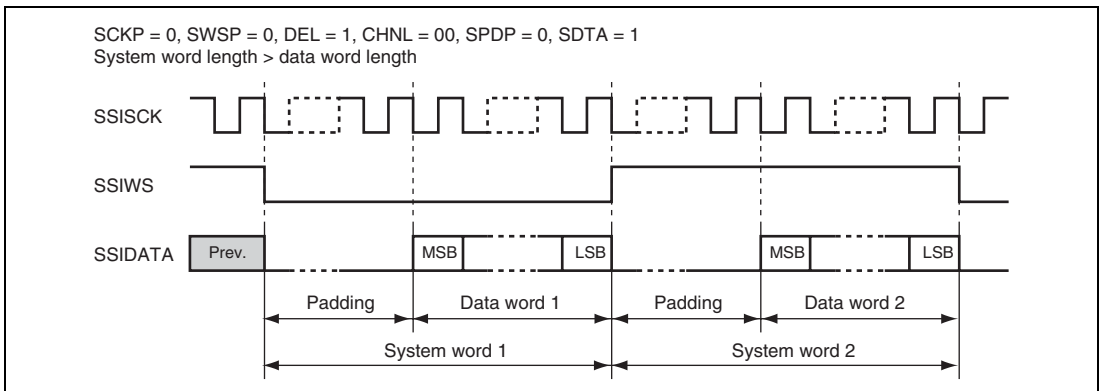 SCKP = 0, SWSP = 0, DEL = 1, CHNL = 00, SPDP = 0, SDTA = 1
System word length > data word length
SSISCK
SSIWS
SSIDATA Prev. MSB LSB MSB LSB
Padding Data word 1 Padding Data word 2
System word 1 System word 2